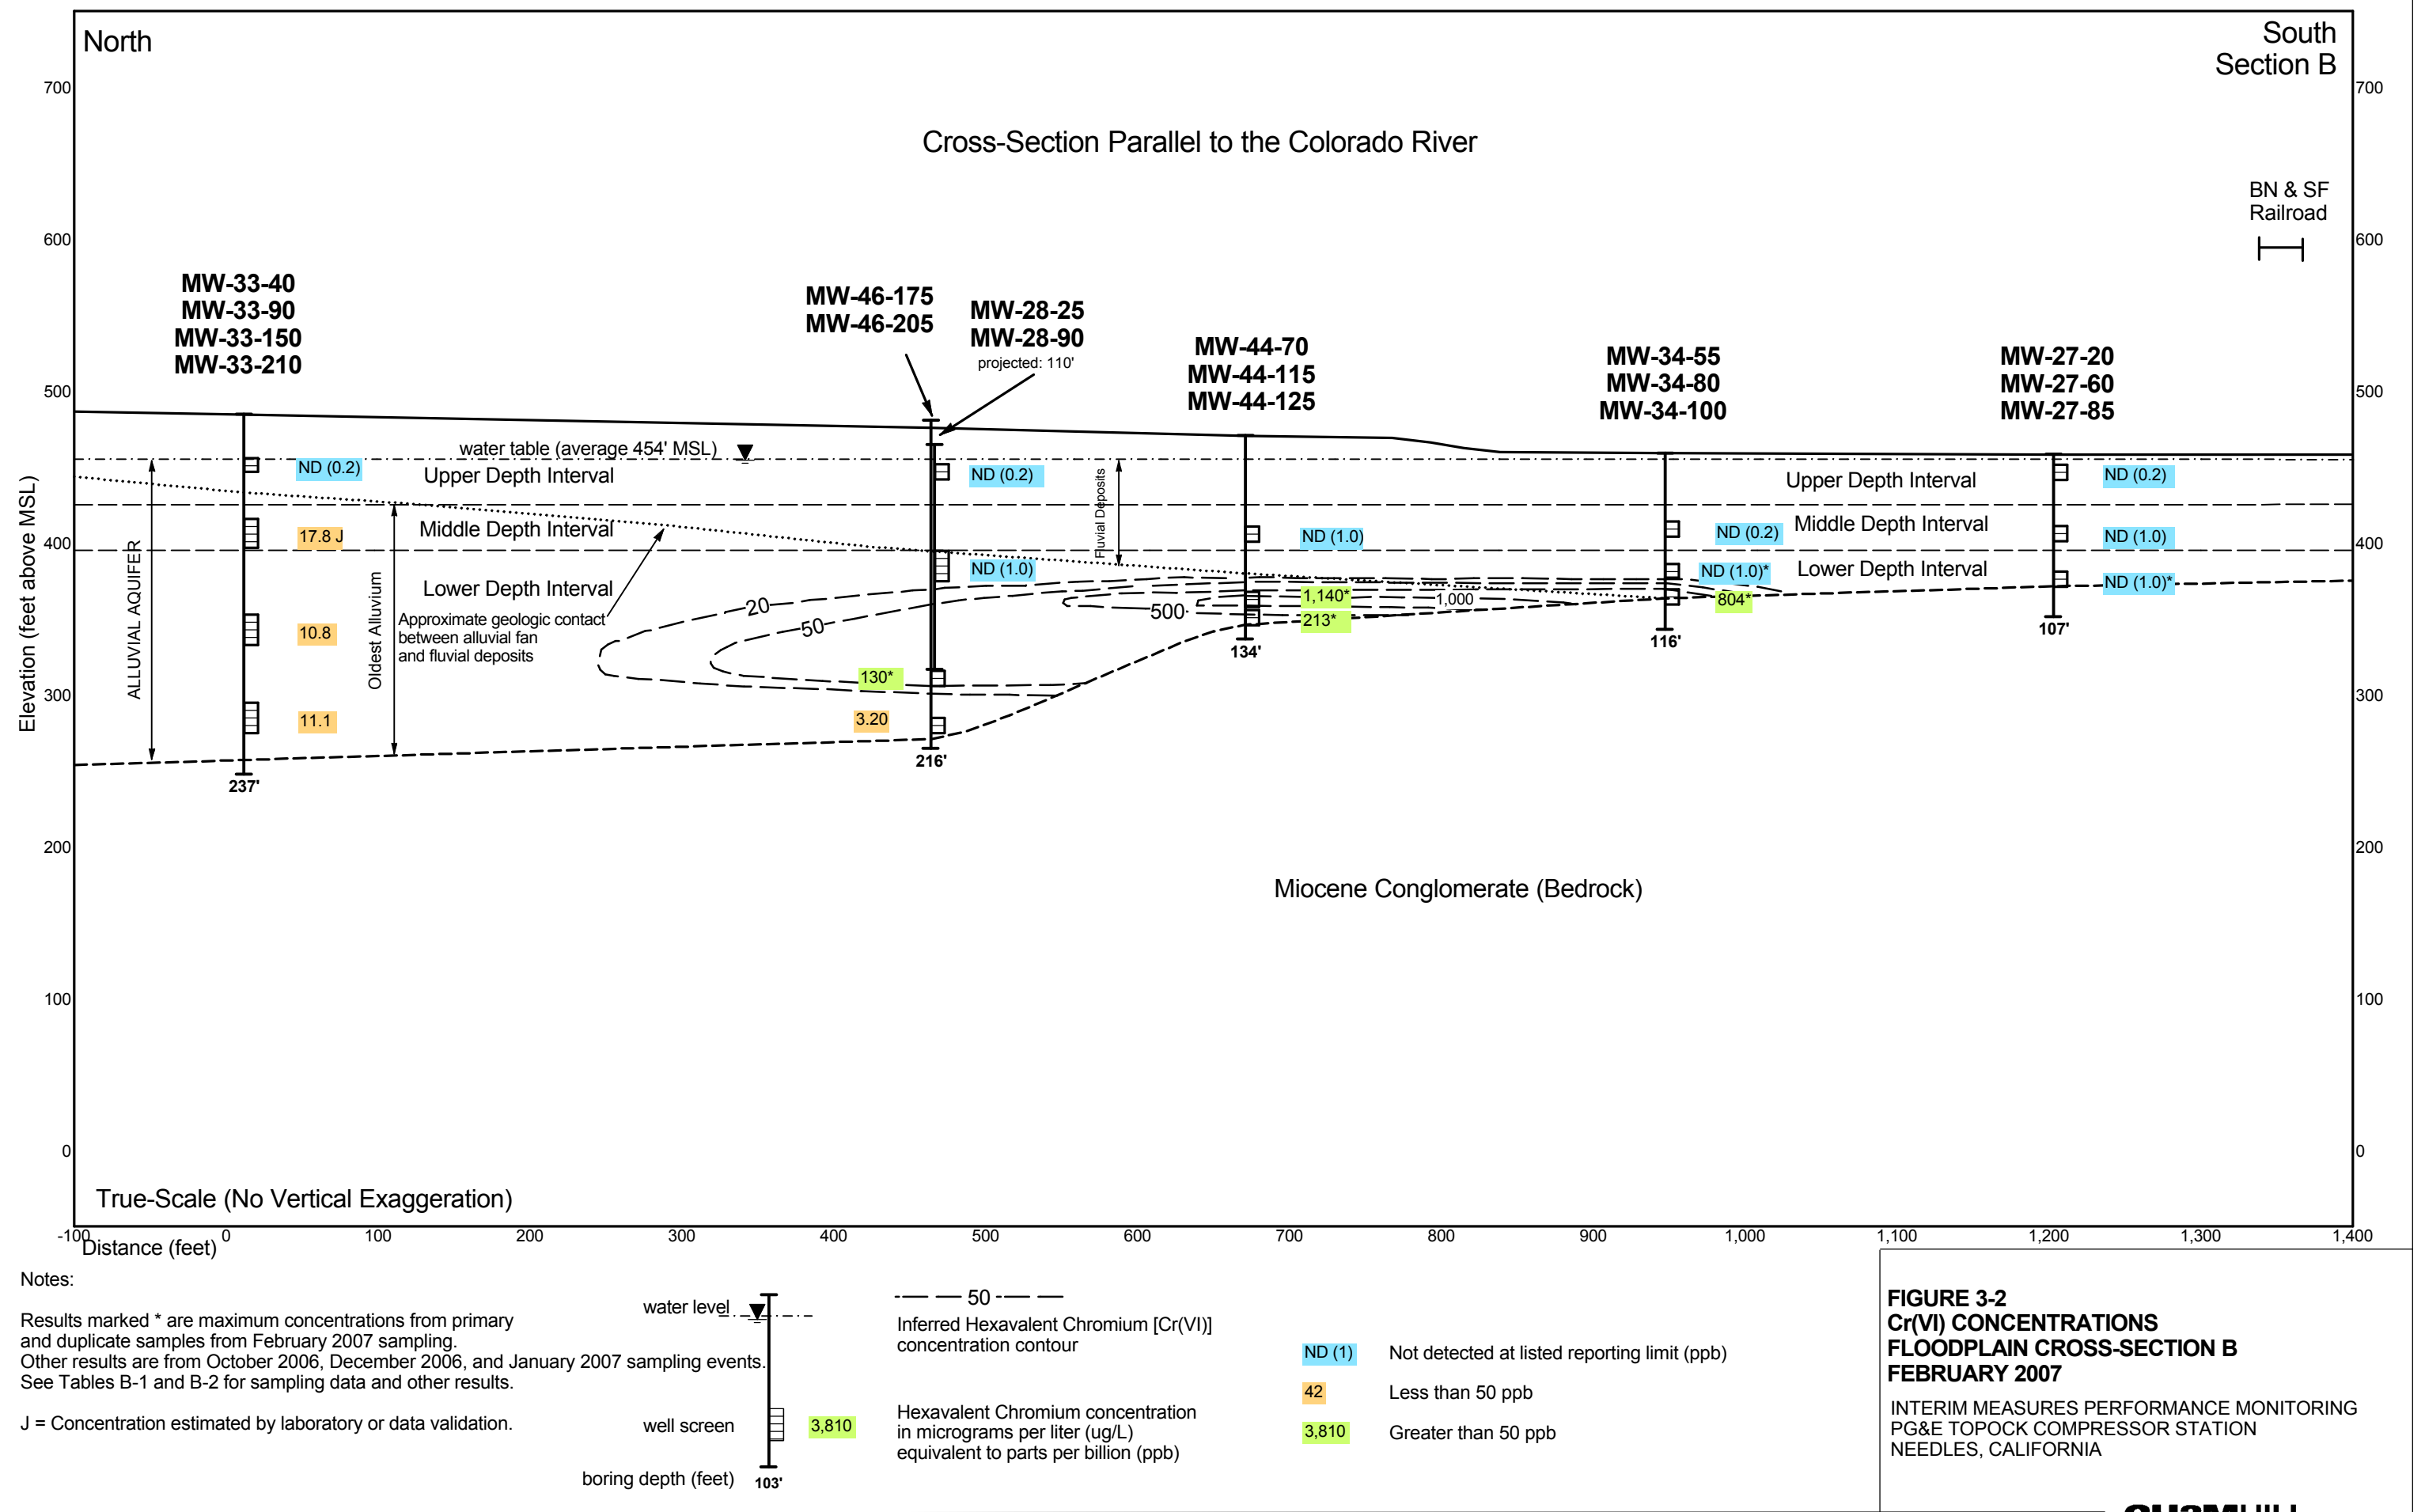 North
South
Section B
Cross-Section Parallel to the Colorado River
BN & SF
Railroad
700
600
500
400
300
200
100
0
700
600
500
400
300
200
100
0
Elevation (feet above MSL)
MW-33-40
MW-33-90
MW-33-150
MW-33-210
MW-46-175
MW-46-205
MW-28-25
MW-28-90
projected: 110'
MW-44-70
MW-44-115
MW-44-125
MW-34-55
MW-34-80
MW-34-100
MW-27-20
MW-27-60
MW-27-85
water table (average 454' MSL)
Upper Depth Interval
Middle Depth Interval
Lower Depth Interval
Approximate geologic contact
between alluvial fan
and fluvial deposits
ALLUVIAL AQUIFER
Oldest Alluvium
Fluvial Deposits
Upper Depth Interval
Middle Depth Interval
Lower Depth Interval
ND (0.2)
17.8 J
10.8
11.1
237'
ND (0.2)
ND (1.0)
130*
3.20
216'
20
50
500
1,000
ND (1.0)
1,140*
213*
134'
ND (0.2)
ND (1.0)*
804*
116'
ND (0.2)
ND (1.0)
ND (1.0)*
107'
Miocene Conglomerate (Bedrock)
True-Scale (No Vertical Exaggeration)
-100 0 100 200 300 400 500 600 700 800 900 1,000 1,100 1,200 1,300 1,400
Distance (feet)
Notes:
Results marked * are maximum concentrations from primary
and duplicate samples from February 2007 sampling.
Other results are from October 2006, December 2006, and January 2007 sampling events.
See Tables B-1 and B-2 for sampling data and other results.
J = Concentration estimated by laboratory or data validation.
water level
well screen
3,810
boring depth (feet)
103'
50
Inferred Hexavalent Chromium [Cr(VI)]
concentration contour
Hexavalent Chromium concentration
in micrograms per liter (ug/L)
equivalent to parts per billion (ppb)
ND (1) Not detected at listed reporting limit (ppb)
42 Less than 50 ppb
3,810 Greater than 50 ppb
FIGURE 3-2
Cr(VI) CONCENTRATIONS
FLOODPLAIN CROSS-SECTION B
FEBRUARY 2007
INTERIM MEASURES PERFORMANCE MONITORING
PG&E TOPOCK COMPRESSOR STATION
NEEDLES, CALIFORNIA